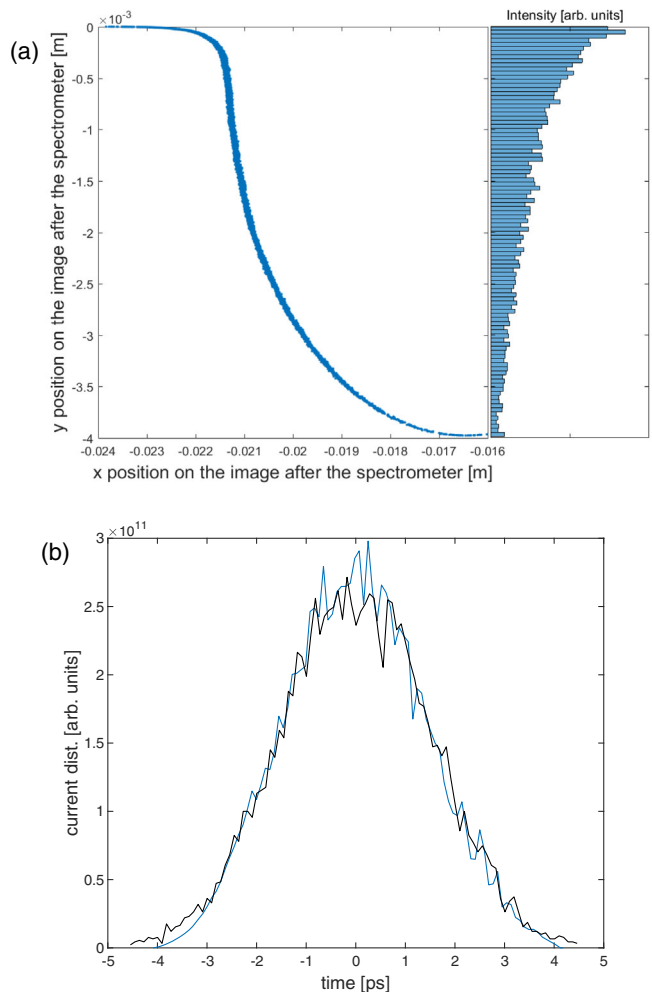 (a)
×10⁻³
Intensity [arb. units]
0
-0.5
-1
-1.5
-2
-2.5
-3
-3.5
-4
y position on the image after the spectrometer [m]
-0.024 -0.023 -0.022 -0.021 -0.02 -0.019 -0.018 -0.017 -0.016
x position on the image after the spectrometer [m]
(b)
×10¹¹
3
2.5
2
1.5
1
0.5
0
current dist. [arb. units]
-5 -4 -3 -2 -1 0 1 2 3 4 5
time [ps]